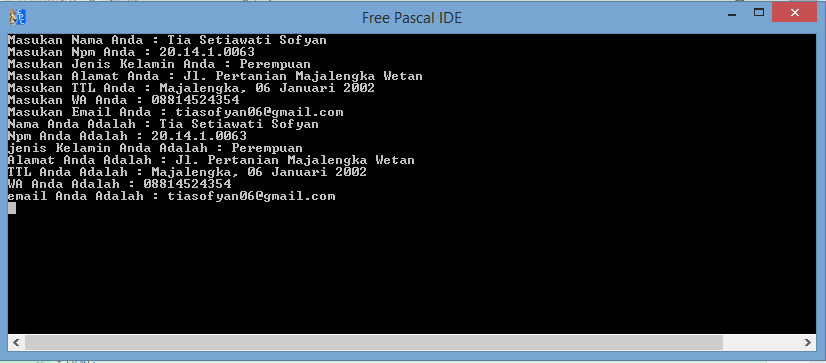 Free Pascal IDE
Masukan Nama Anda : Tia Setiawati Sofyan
Masukan Npm Anda : 20.14.1.0063
Masukan Jenis Kelamin Anda : Perempuan
Masukan Alamat Anda : Jl. Pertanian Majalengka Wetan
Masukan TTL Anda : Majalengka, 06 Januari 2002
Masukan WA Anda : 08814524354
Masukan Email Anda : tiasofyan06@gmail.com
Nama Anda Adalah : Tia Setiawati Sofyan
Npm Anda Adalah : 20.14.1.0063
jenis Kelamin Anda Adalah : Perempuan
Alamat Anda Adalah : Jl. Pertanian Majalengka Wetan
TTL Anda Adalah : Majalengka, 06 Januari 2002
WA Anda Adalah : 08814524354
email Anda Adalah : tiasofyan06@gmail.com